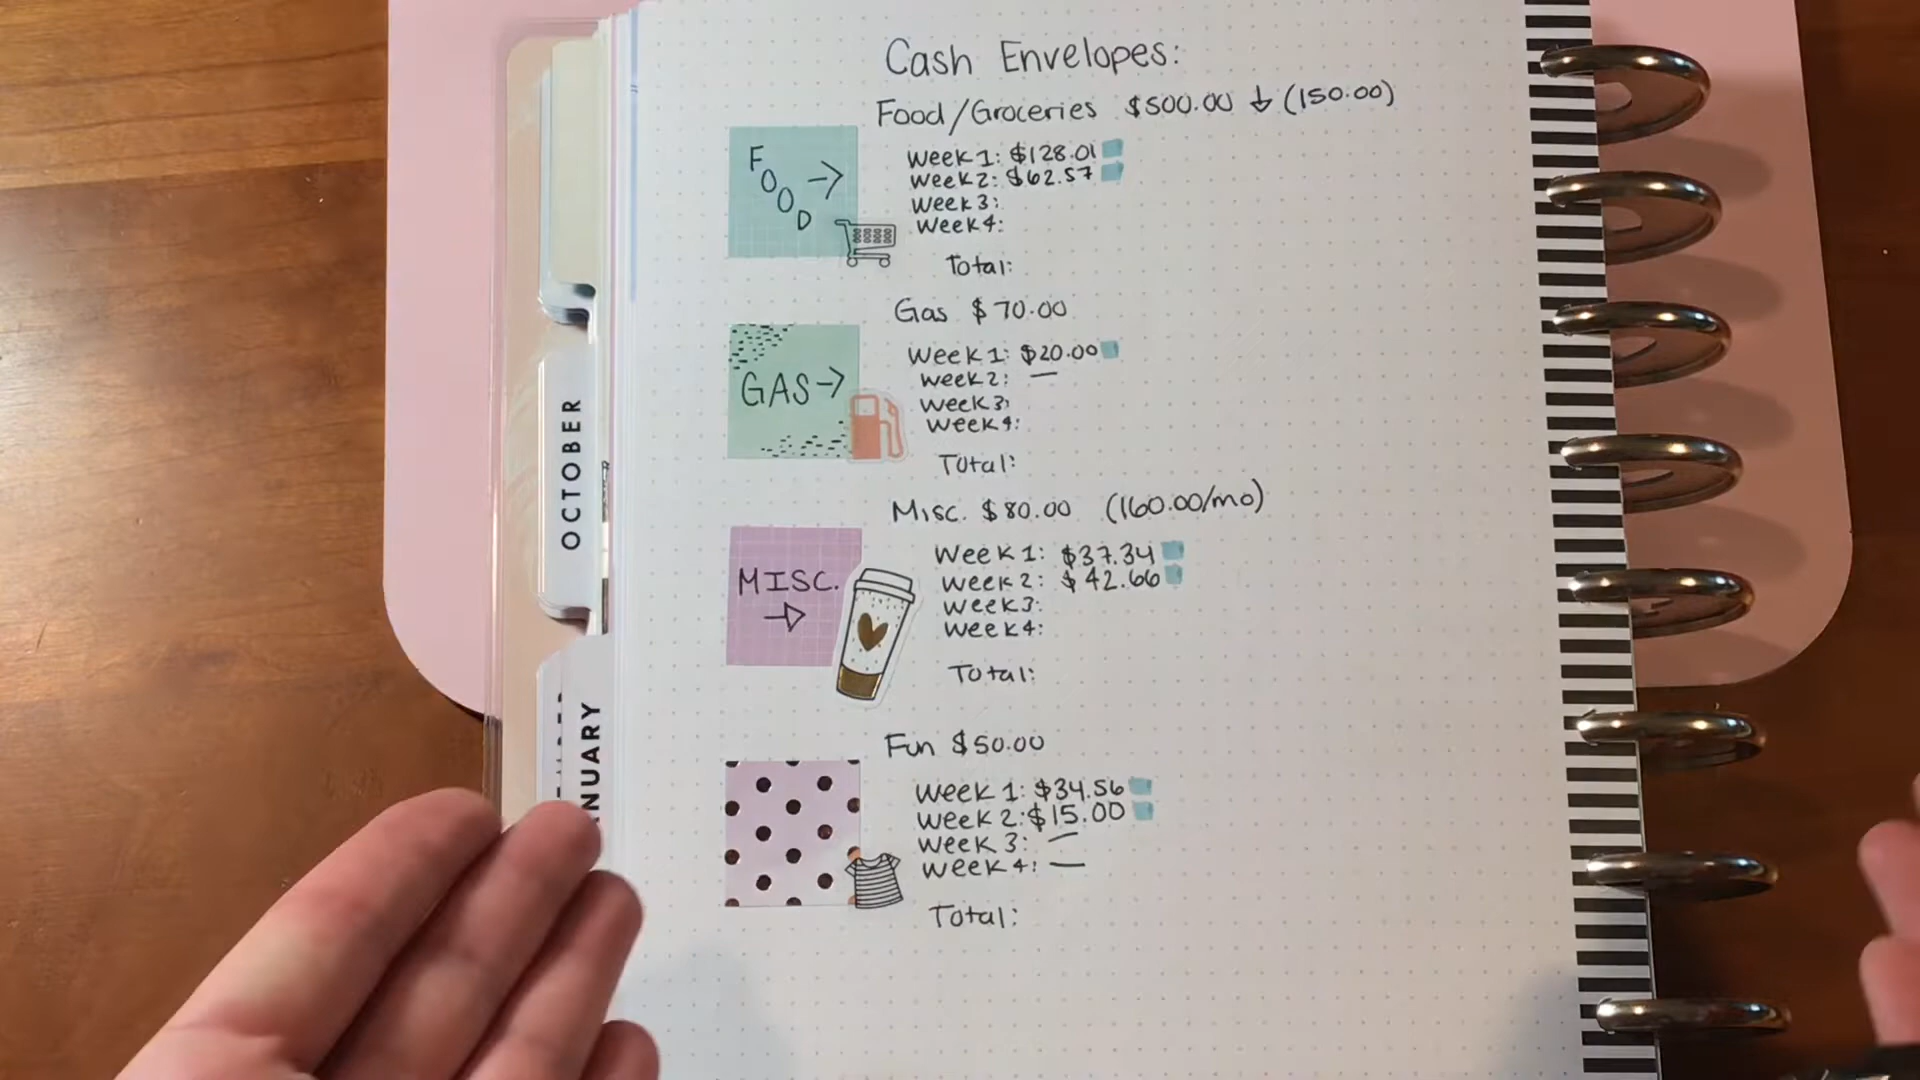 Cash Envelopes:
Food/Groceries $500.00 ↓ (150.00)
FOOD →
Week 1: $128.01
Week 2: $62.57
Week 3:
Week 4:
Total:
Gas $70.00
GAS →
Week 1: $20.00
Week 2: —
Week 3:
Week 4:
Total:
Misc. $80.00 (160.00/mo)
MISC. →
Week 1: $37.34
Week 2: $42.66
Week 3:
Week 4:
Total:
Fun $50.00
Week 1: $34.56
Week 2: $15.00
Week 3: —
Week 4: —
Total:
OCTOBER
NUARY